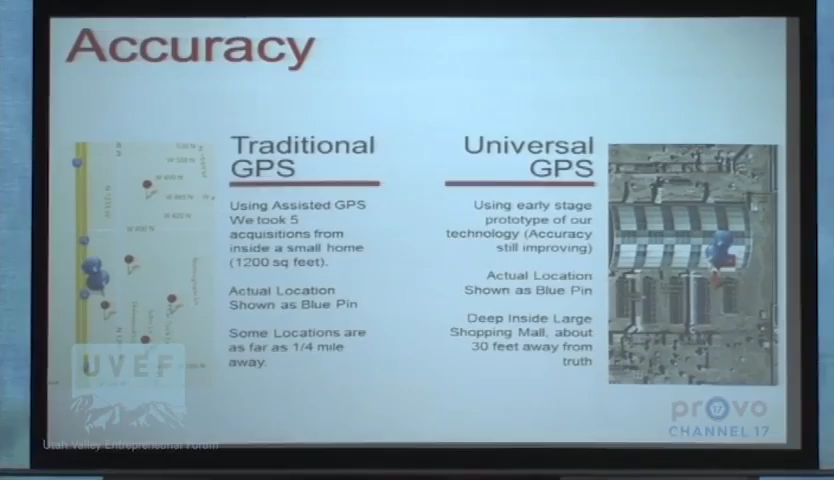 Accuracy
Traditional
GPS
Using Assisted GPS
We took 5
acquisitions from
inside a small home
(1200 sq feet).
Actual Location
Shown as Blue Pin
Some Locations are
as far as 1/4 mile
away.
Universal
GPS
Using early stage
prototype of our
technology (Accuracy
still improving)
Actual Location
Shown as Blue Pin
Deep Inside Large
Shopping Mall, about
30 feet away from
truth
UVEF
Utah Valley Entrepreneurial Forum
provo
17
CHANNEL 17